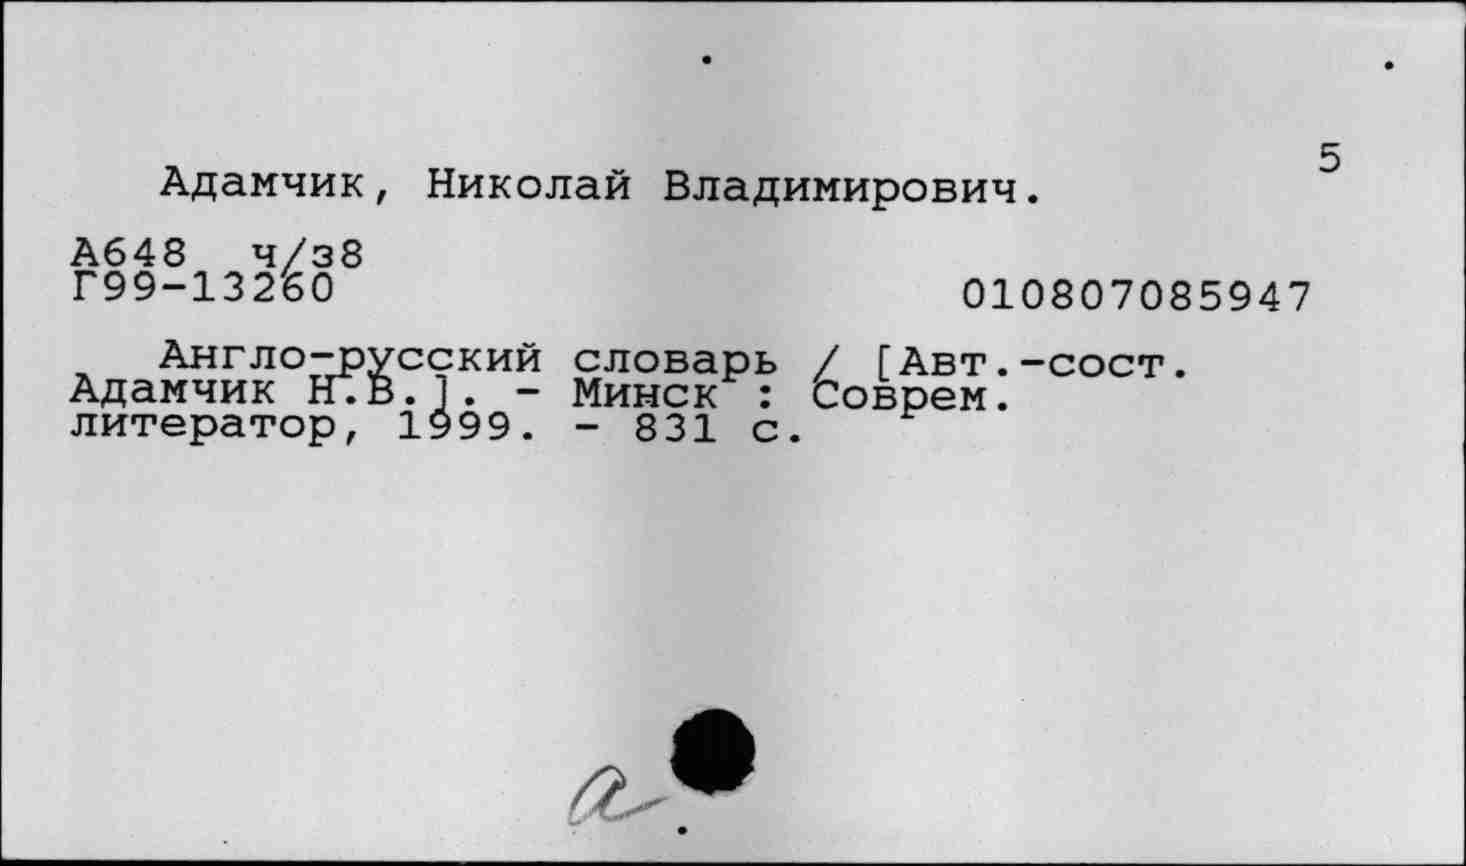 5
Адамчик, Николай Владимирович.
А648 ч/з8
Г99-13260
010807085947
Англо-русский словарь / [Авт.-сост.
Адамчик Н.В.]. - Минск : Соврем.
литератор, 1999. - 831 с.
a